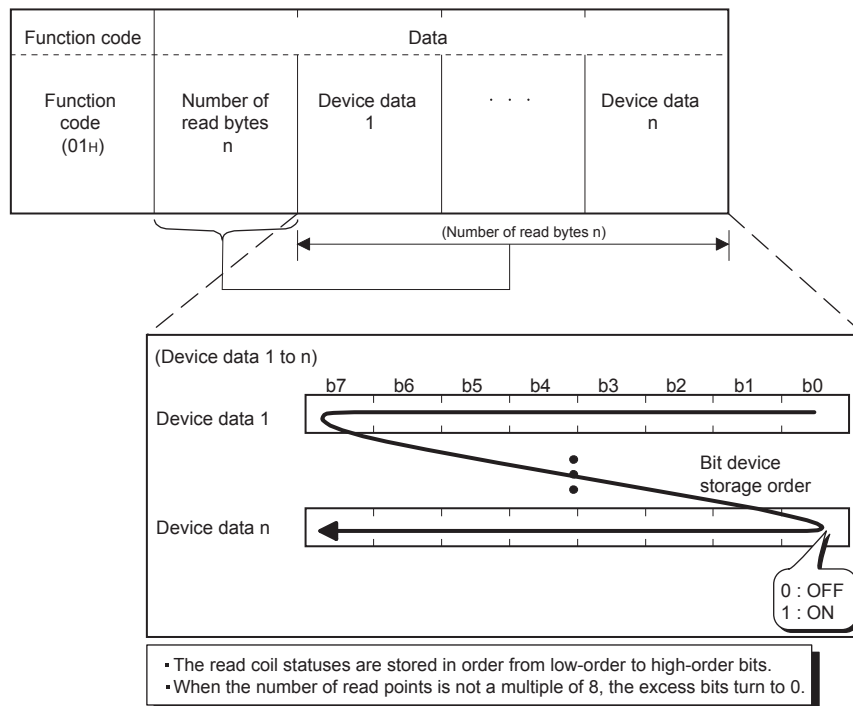 Function code
Data
Function
code
(01H)
Number of
read bytes
n
Device data
1
. . .
Device data
n
(Number of read bytes n)
(Device data 1 to n)
b7 b6 b5 b4 b3 b2 b1 b0
Device data 1
Bit device
storage order
Device data n
0 : OFF
1 : ON
▪ The read coil statuses are stored in order from low-order to high-order bits.
▪ When the number of read points is not a multiple of 8, the excess bits turn to 0.